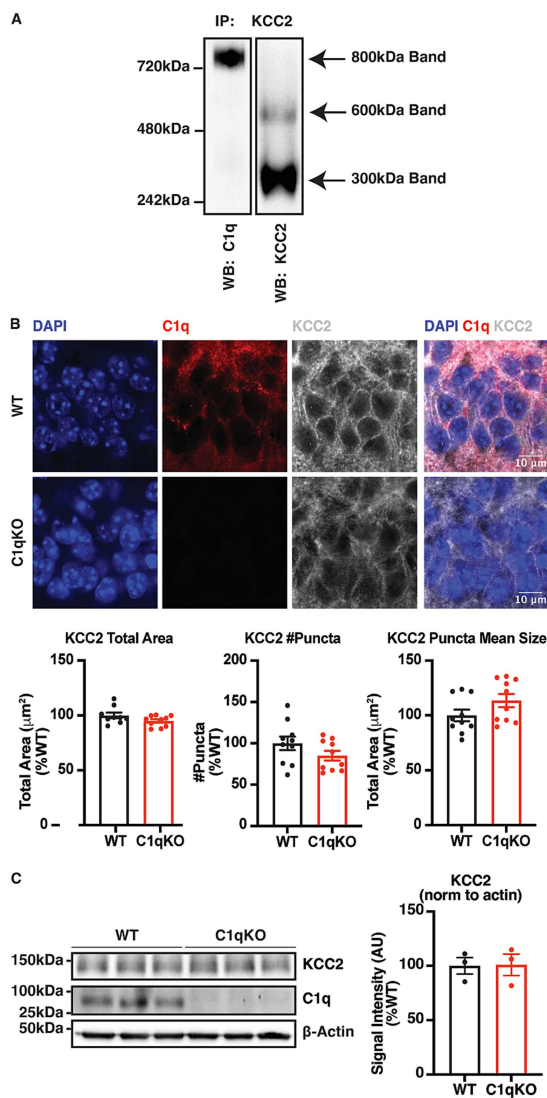 A
IP: KCC2
720kDa
480kDa
242kDa
800kDa Band
600kDa Band
300kDa Band
WB: C1q
WB: KCC2
B
DAPI C1q KCC2 DAPI C1q KCC2
WT
10 µm
C1qKO
10 µm
KCC2 Total Area
Total Area (µm²)
(%WT)
150
100
50
0
WT C1qKO
KCC2 #Puncta
#Puncta
(%WT)
200
150
100
50
0
WT C1qKO
KCC2 Puncta Mean Size
Total Area (µm²)
(%WT)
150
100
50
0
WT C1qKO
C
WT C1qKO
150kDa
KCC2
100kDa
25kDa
C1q
50kDa
β-Actin
KCC2
(norm to actin)
Signal Intensity (AU)
(%WT)
150
100
50
0
WT C1qKO